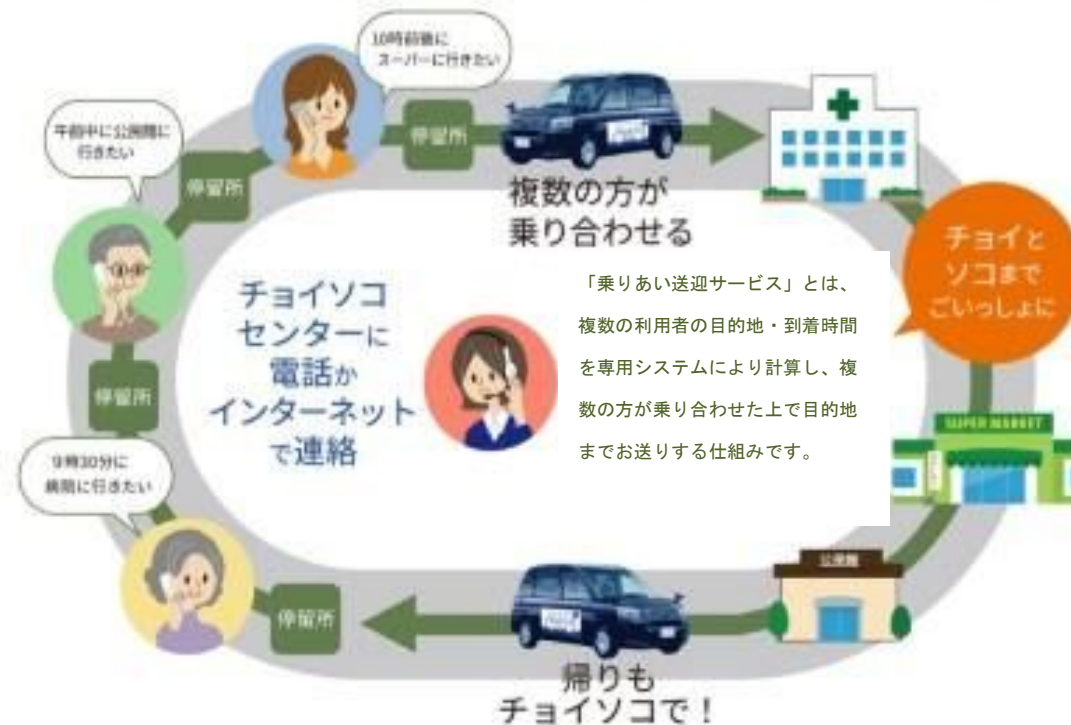 10時前後に
スーパーに行きたい
午前中に公民館に
行きたい
停留所
停留所
複数の方が
乗り合わせる
チョイと
ソコまで
ごいっしょに
チョイソコ
センターに
電話か
インターネット
で連絡
「乗りあい送迎サービス」とは、
複数の利用者の目的地・到着時間
を専用システムにより計算し、複
数の方が乗り合わせた上で目的地
までお送りする仕組みです。
停留所
SUPER MARKET
9時30分に
病院に行きたい
公民館
停留所
帰りも
チョイソコで！